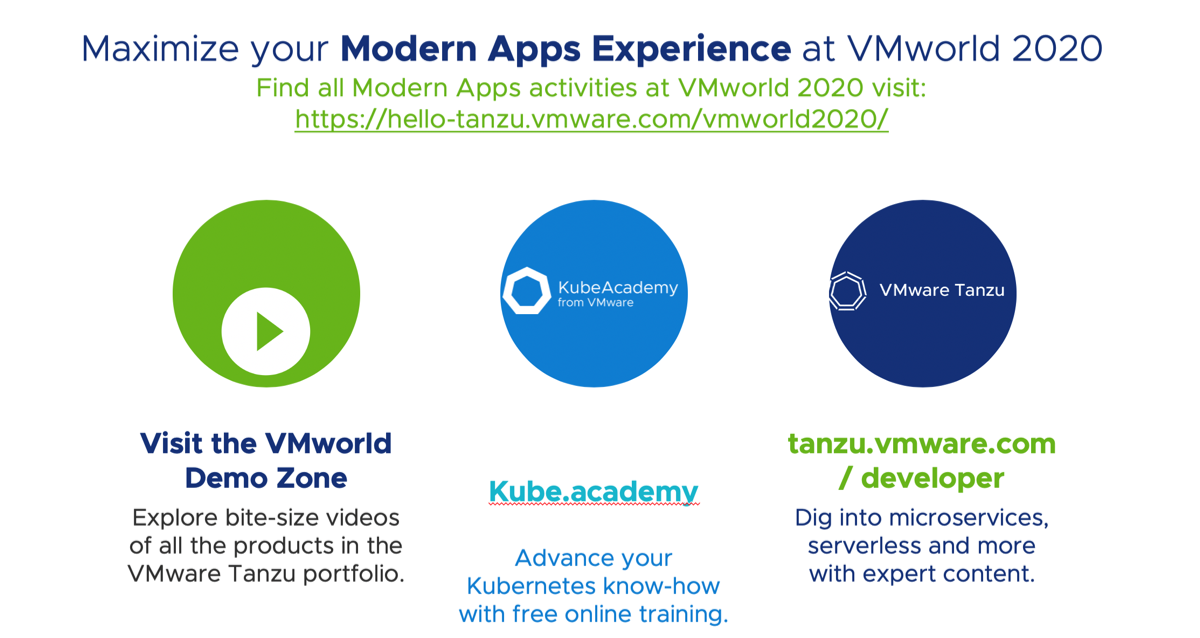 Maximize your Modern Apps Experience at VMworld 2020
Find all Modern Apps activities at VMworld 2020 visit:
https://hello-tanzu.vmware.com/vmworld2020/
KubeAcademy
from VMware
VMware Tanzu
Visit the VMworld
Demo Zone
Explore bite-size videos
of all the products in the
VMware Tanzu portfolio.
Kube.academy
Advance your
Kubernetes know-how
with free online training.
tanzu.vmware.com
/ developer
Dig into microservices,
serverless and more
with expert content.